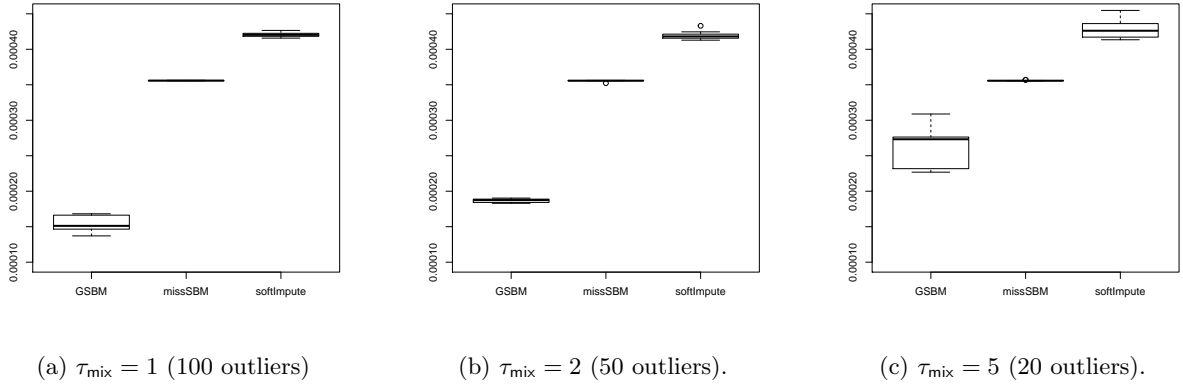 0.00040
0.00030
0.00020
0.00010
GSBM missSBM softImpute
0.00040
0.00030
0.00020
0.00010
GSBM missSBM softImpute
0.00040
0.00030
0.00020
0.00010
GSBM missSBM softImpute
(a) τmix = 1 (100 outliers)
(b) τmix = 2 (50 outliers).
(c) τmix = 5 (20 outliers).